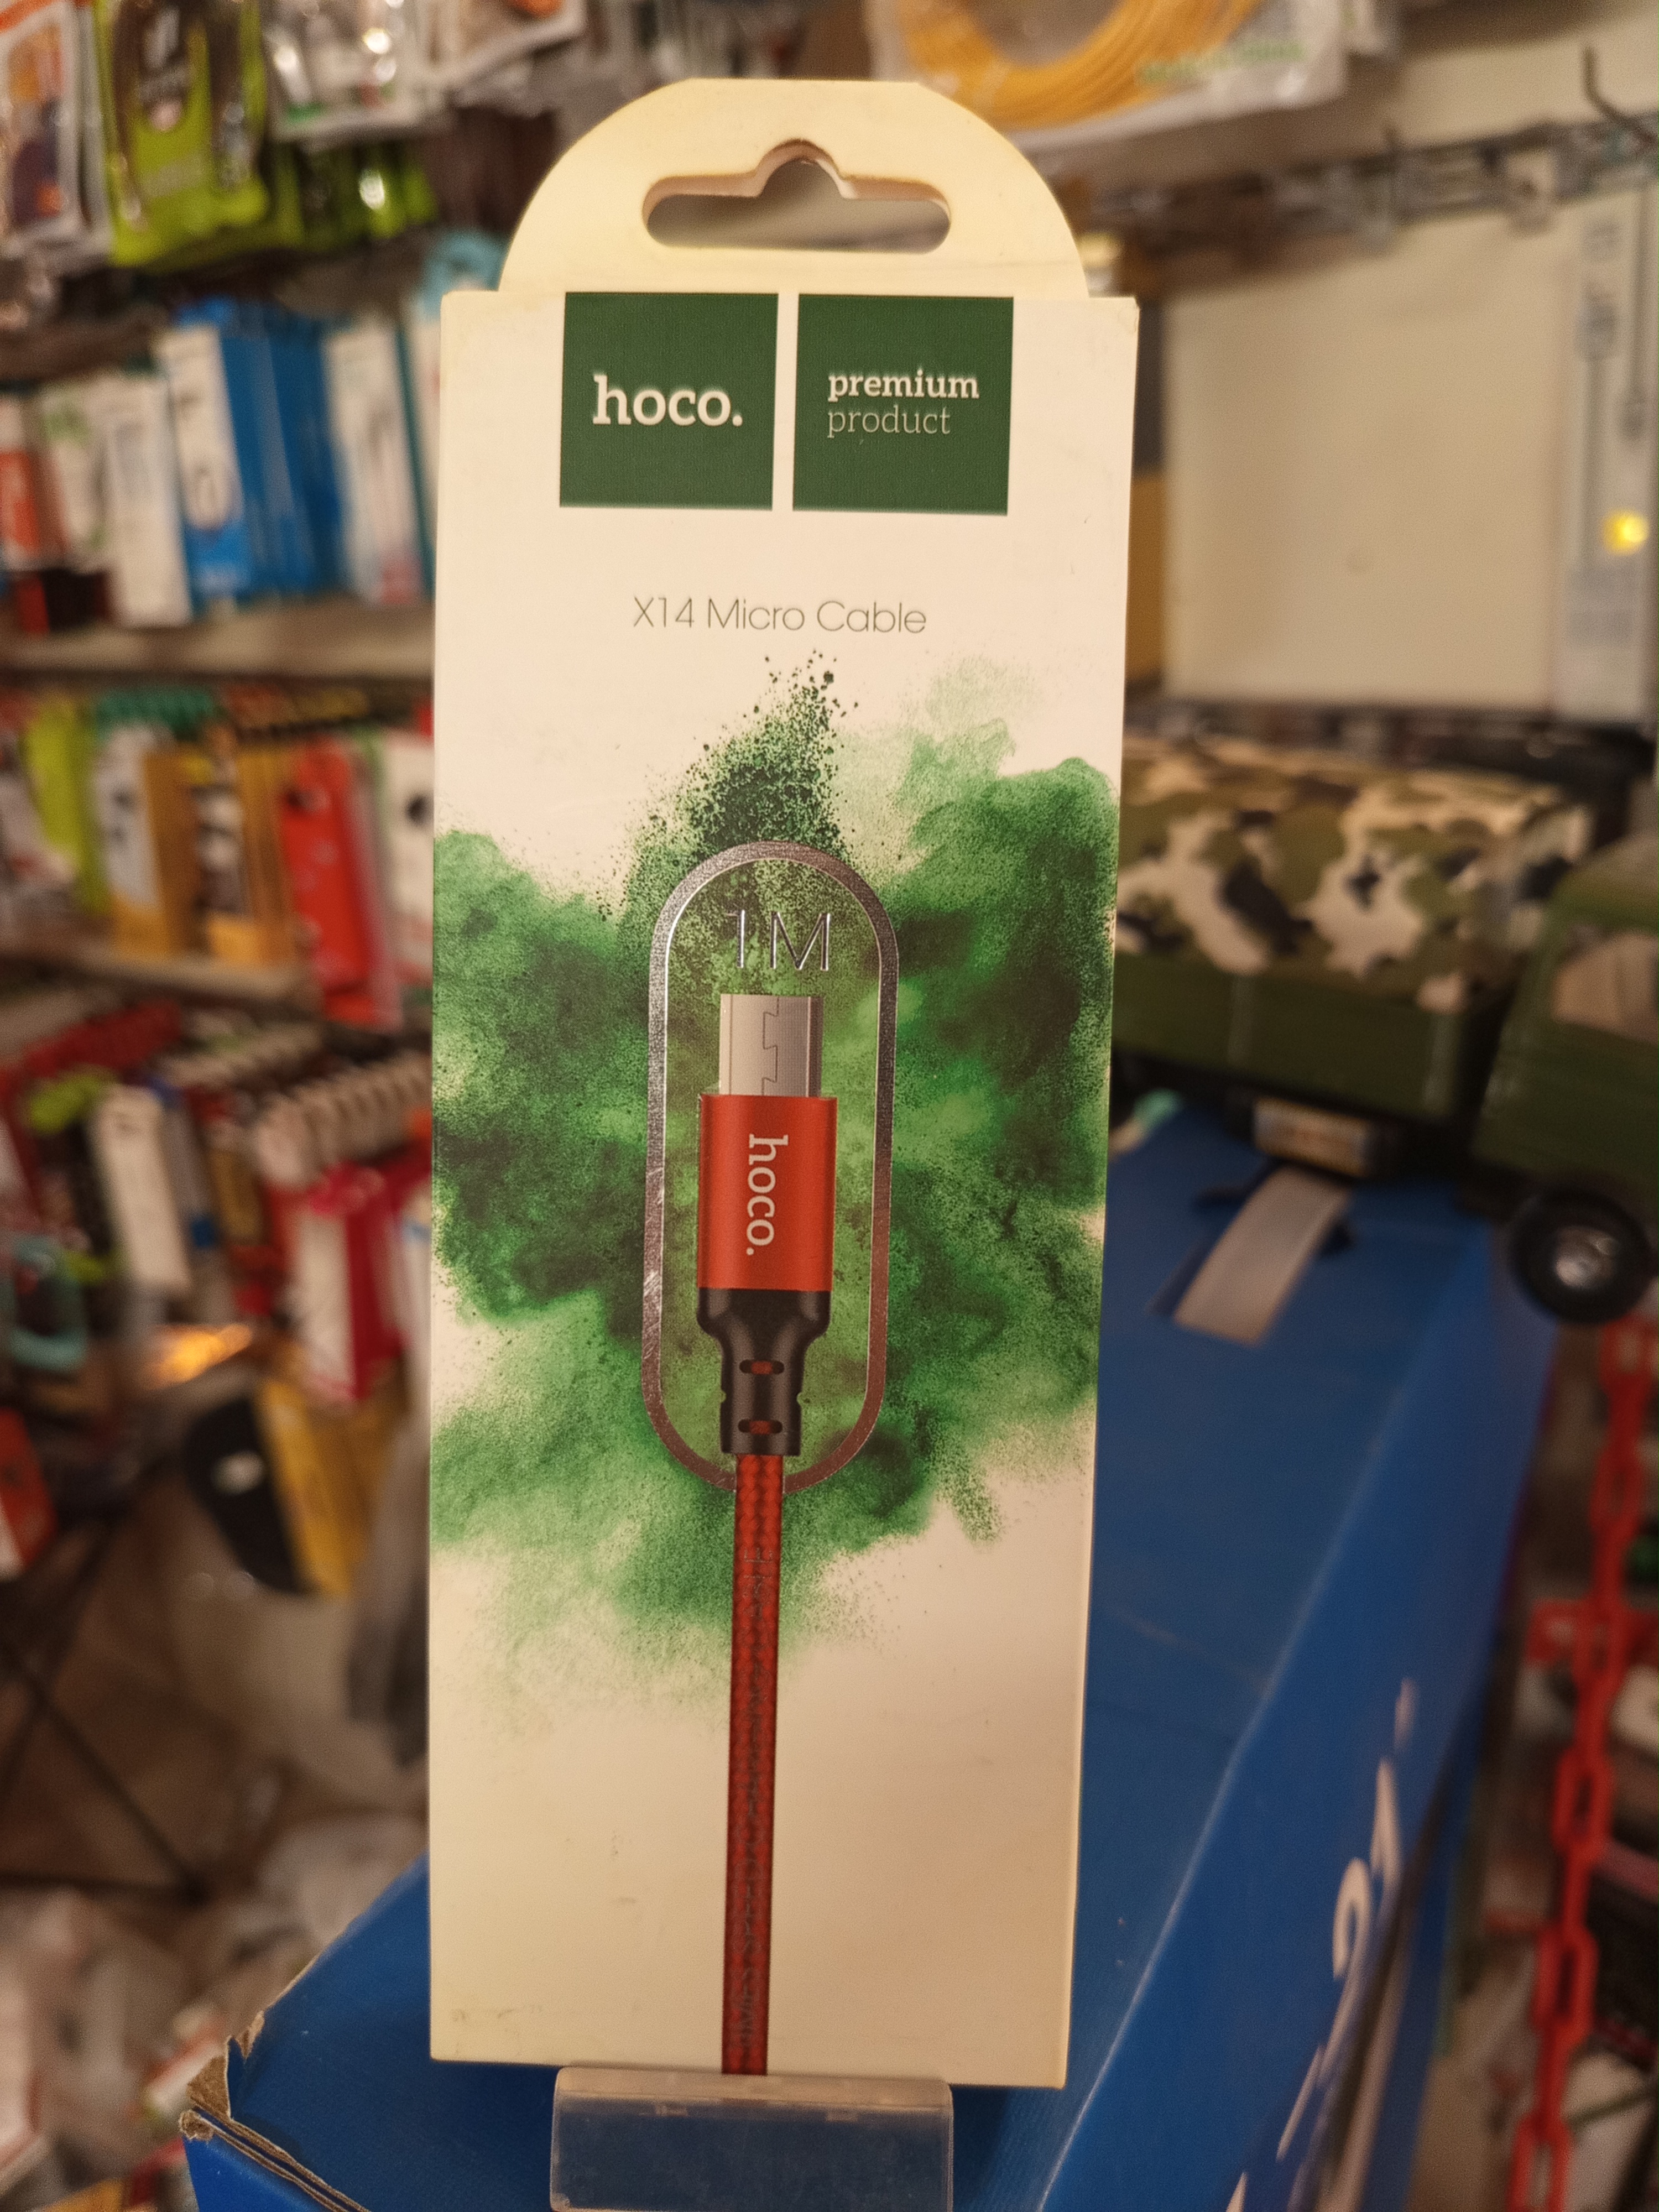 hoco.
premium
product
X14 Micro Cable
1M
hoco.